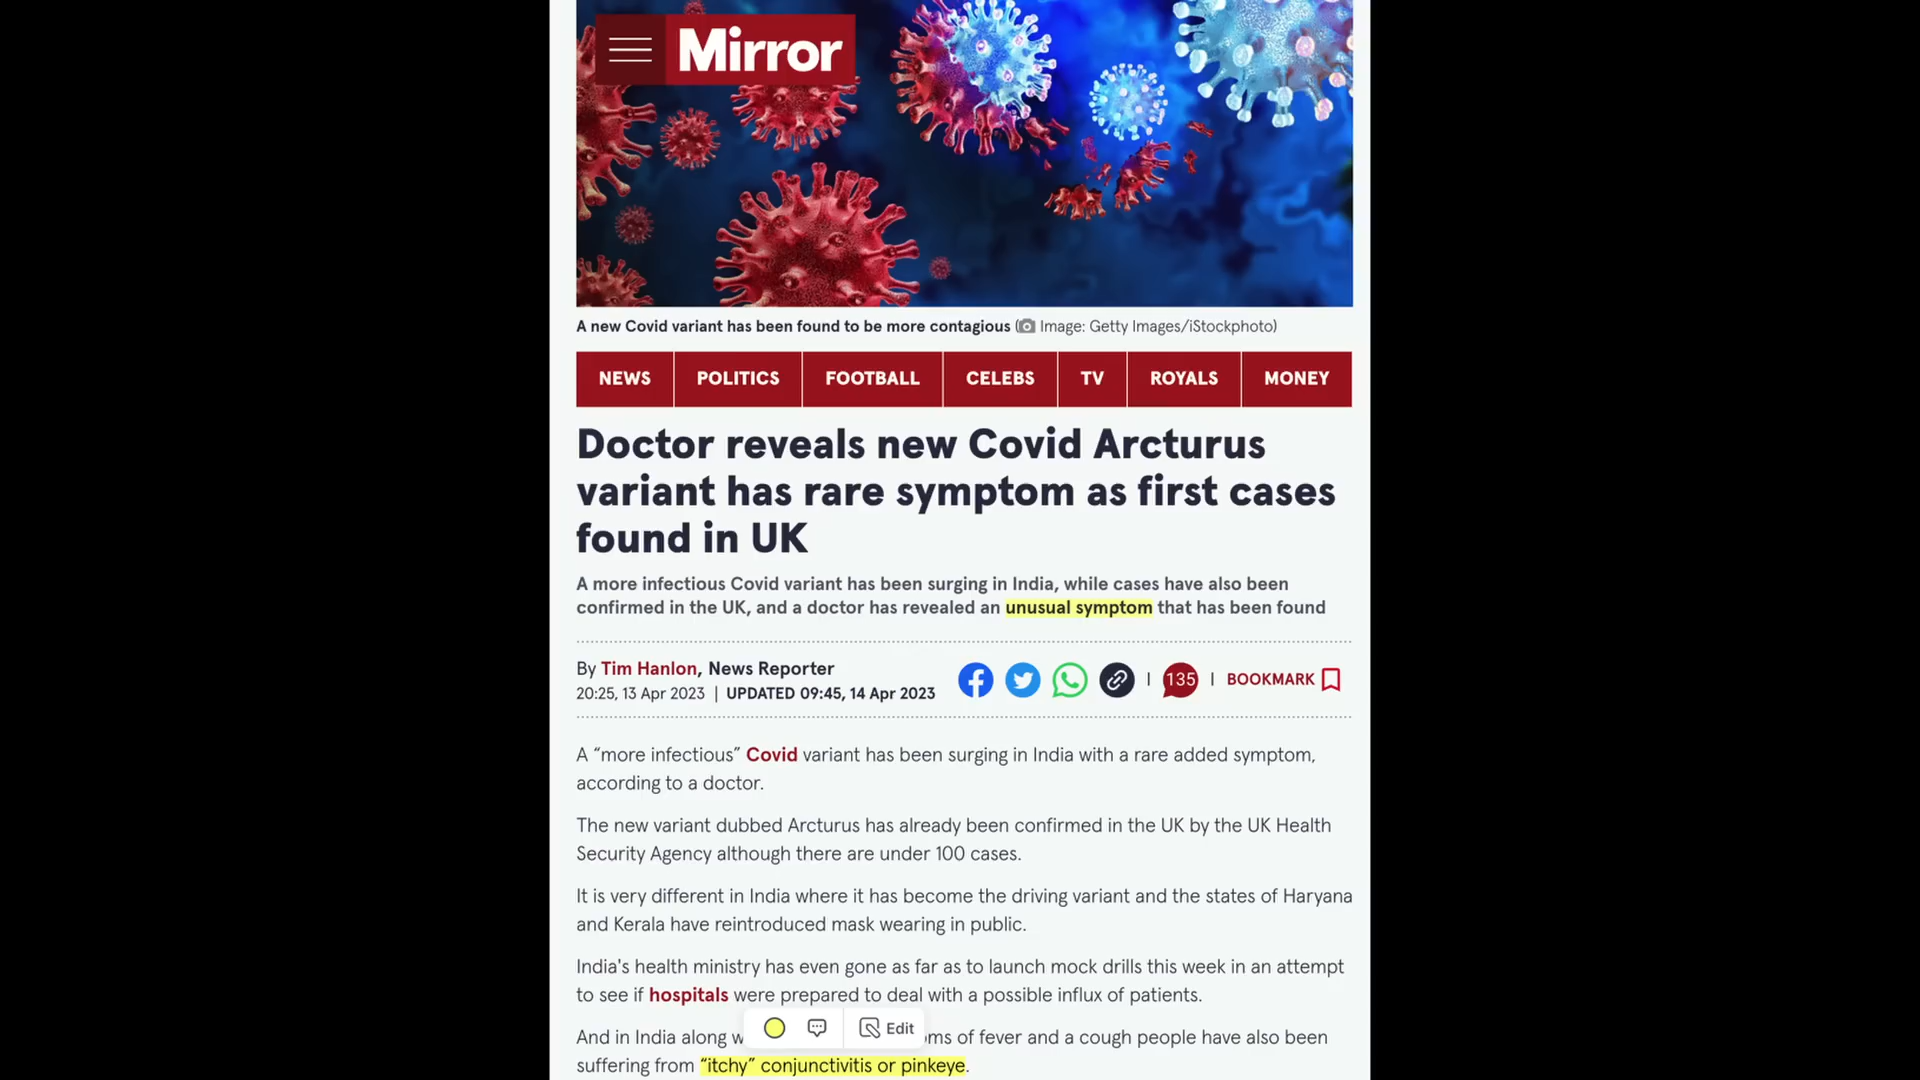 Mirror
A new Covid variant has been found to be more contagious (Image: Getty Images/iStockphoto)
NEWS POLITICS FOOTBALL CELEBS TV ROYALS MONEY
Doctor reveals new Covid Arcturus
variant has rare symptom as first cases
found in UK
A more infectious Covid variant has been surging in India, while cases have also been
confirmed in the UK, and a doctor has revealed an unusual symptom that has been found
By Tim Hanlon, News Reporter
20:25, 13 Apr 2023 | UPDATED 09:45, 14 Apr 2023
135 | BOOKMARK
A “more infectious” Covid variant has been surging in India with a rare added symptom,
according to a doctor.
The new variant dubbed Arcturus has already been confirmed in the UK by the UK Health
Security Agency although there are under 100 cases.
It is very different in India where it has become the driving variant and the states of Haryana
and Kerala have reintroduced mask wearing in public.
India's health ministry has even gone as far as to launch mock drills this week in an attempt
to see if hospitals were prepared to deal with a possible influx of patients.
Edit
And in India along of fever and a cough people have also been
suffering from “itchy” conjunctivitis or pinkeye.